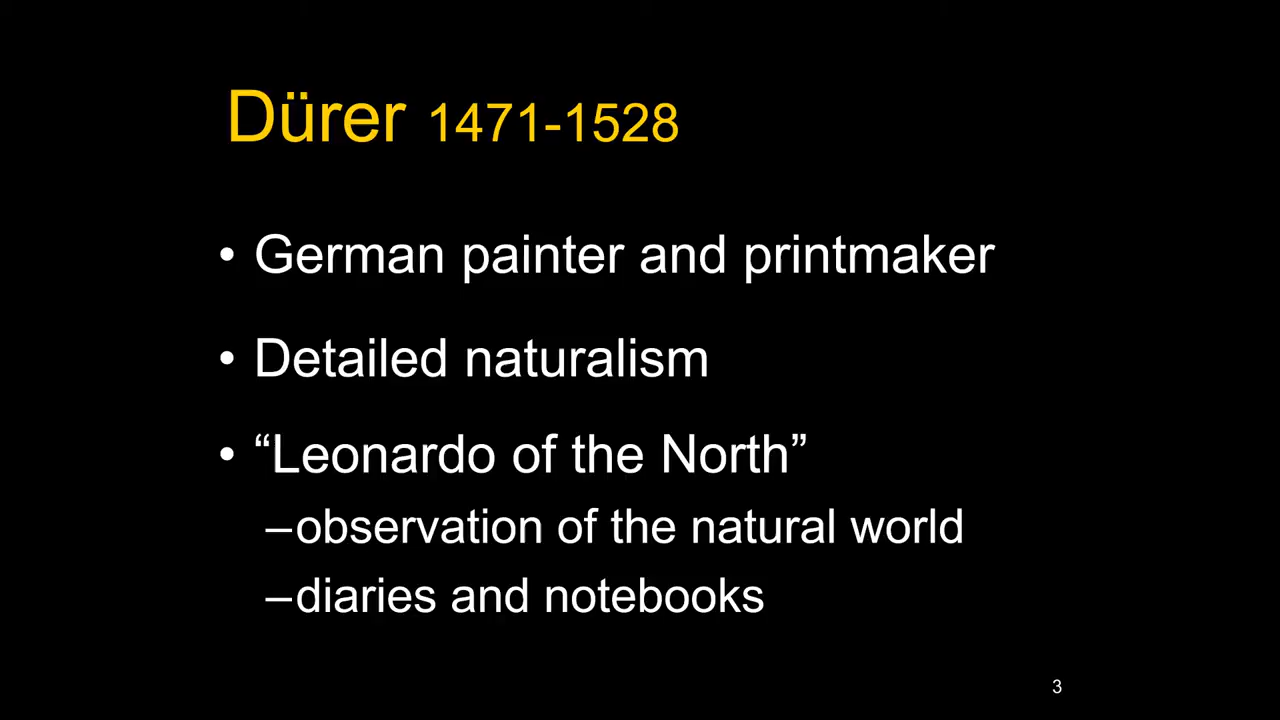 Dürer 1471-1528
• German painter and printmaker
• Detailed naturalism
• “Leonardo of the North”
–observation of the natural world
–diaries and notebooks
3